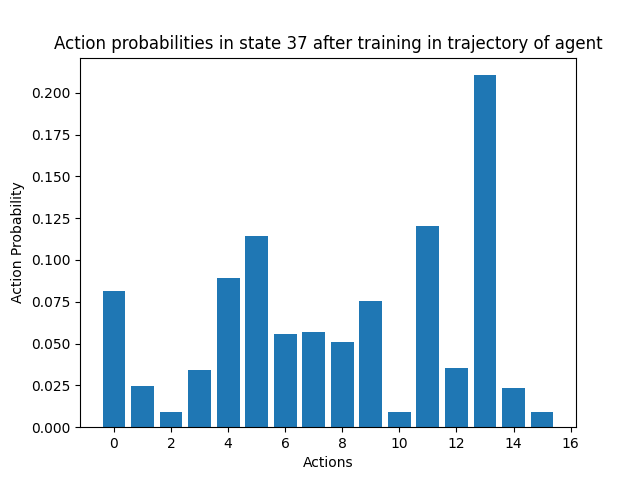 Action probabilities in state 37 after training in trajectory of agent
0.200
0.175
0.150
0.125
0.100
0.075
0.050
0.025
0.000
Action Probability
0 2 4 6 8 10 12 14 16
Actions